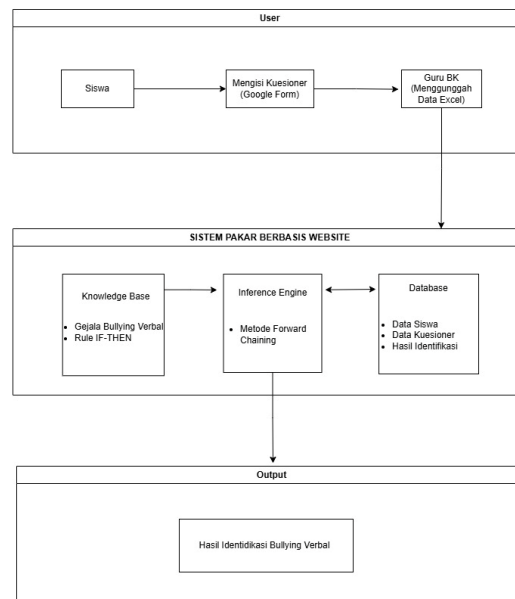 User
Siswa
Mengisi Kuesioner
(Google Form)
Guru BK
(Menggunggah
Data Excel)
SISTEM PAKAR BERBASIS WEBSITE
Knowledge Base
• Gejala Bullying Verbal
• Rule IF-THEN
Inference Engine
• Metode Forward
Chaining
Database
• Data Siswa
• Data Kuesioner
• Hasil Identifikasi
Output
Hasil Identidikasi Bullying Verbal